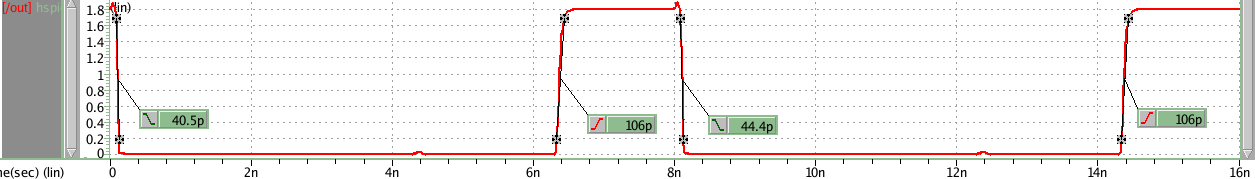 [/out] hspi
(lin)
1.8
1.6
1.4
1.2
1
0.8
0.6
0.4
0.2
0
40.5p
106p
44.4p
106p
ne(sec) (lin)
0 2n 4n 6n 8n 10n 12n 14n 16n